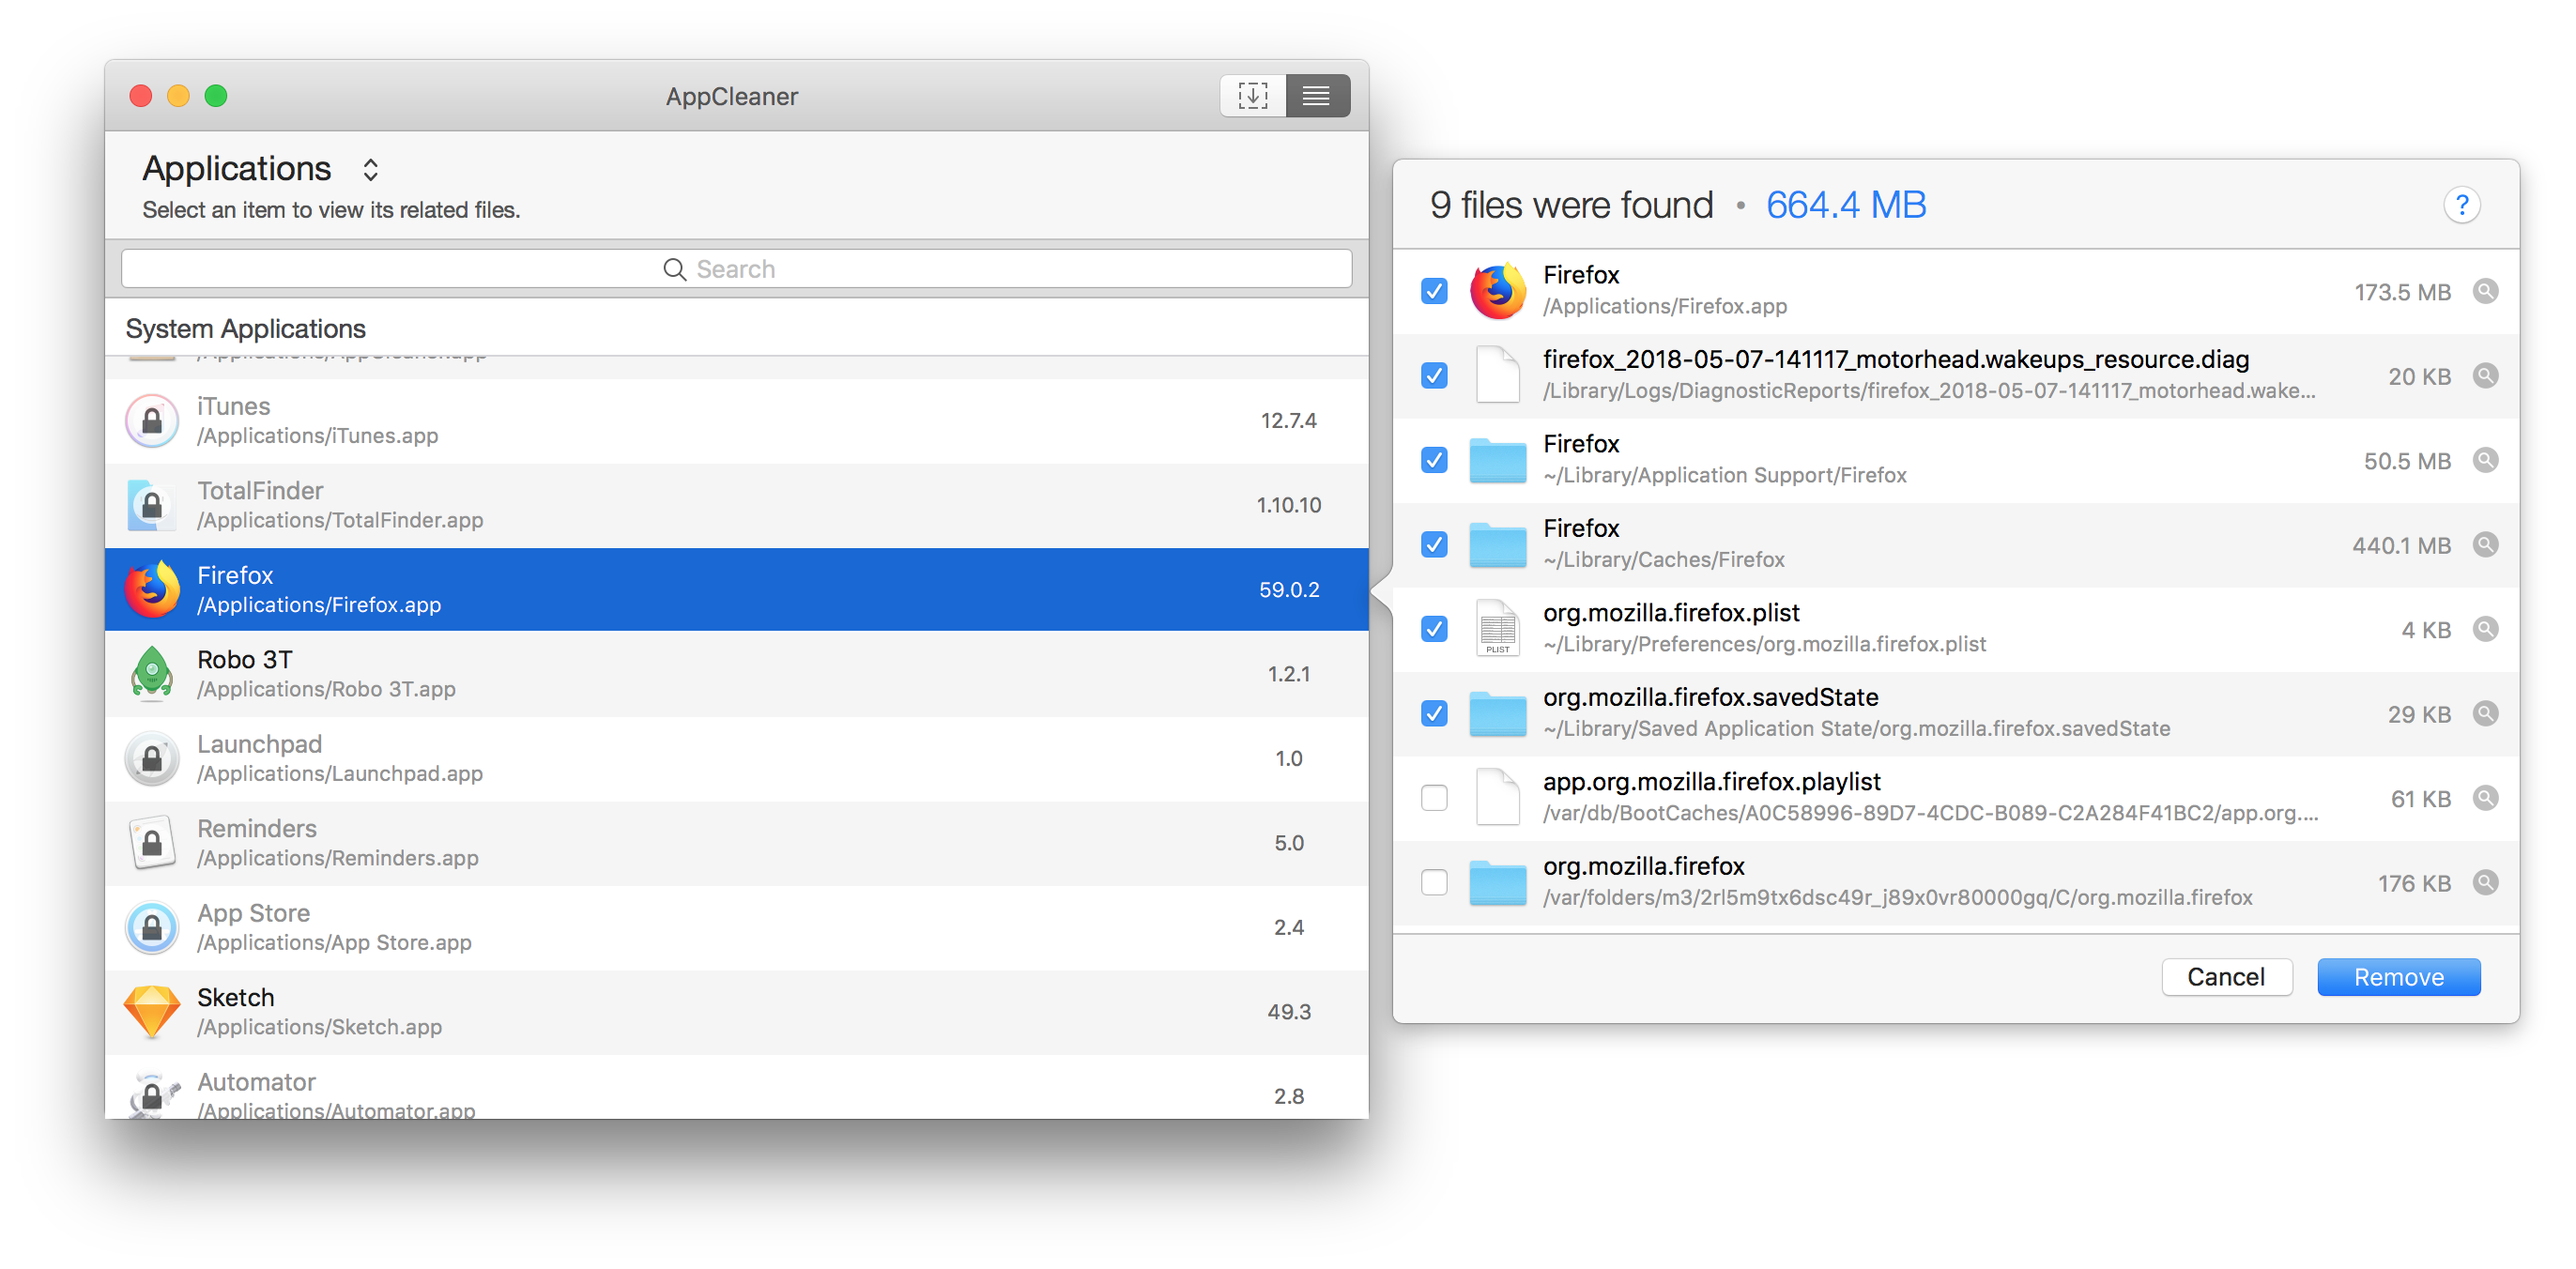 AppCleaner
Applications
Select an item to view its related files.
Search
System Applications
/Applications/AppCleaner.app
iTunes
/Applications/iTunes.app
12.7.4
TotalFinder
/Applications/TotalFinder.app
1.10.10
Firefox
/Applications/Firefox.app
59.0.2
Robo 3T
/Applications/Robo 3T.app
1.2.1
Launchpad
/Applications/Launchpad.app
1.0
Reminders
/Applications/Reminders.app
5.0
App Store
/Applications/App Store.app
2.4
Sketch
/Applications/Sketch.app
49.3
Automator
/Applications/Automator.app
2.8
9 files were found • 664.4 MB
?
Firefox
/Applications/Firefox.app
173.5 MB
firefox_2018-05-07-141117_motorhead.wakeups_resource.diag
/Library/Logs/DiagnosticReports/firefox_2018-05-07-141117_motorhead.wake...
20 KB
Firefox
~/Library/Application Support/Firefox
50.5 MB
Firefox
~/Library/Caches/Firefox
440.1 MB
PLIST
org.mozilla.firefox.plist
~/Library/Preferences/org.mozilla.firefox.plist
4 KB
org.mozilla.firefox.savedState
~/Library/Saved Application State/org.mozilla.firefox.savedState
29 KB
app.org.mozilla.firefox.playlist
/var/db/BootCaches/A0C58996-89D7-4CDC-B089-C2A284F41BC2/app.org....
61 KB
org.mozilla.firefox
/var/folders/m3/2rl5m9tx6dsc49r_j89x0vr80000gq/C/org.mozilla.firefox
176 KB
Cancel
Remove